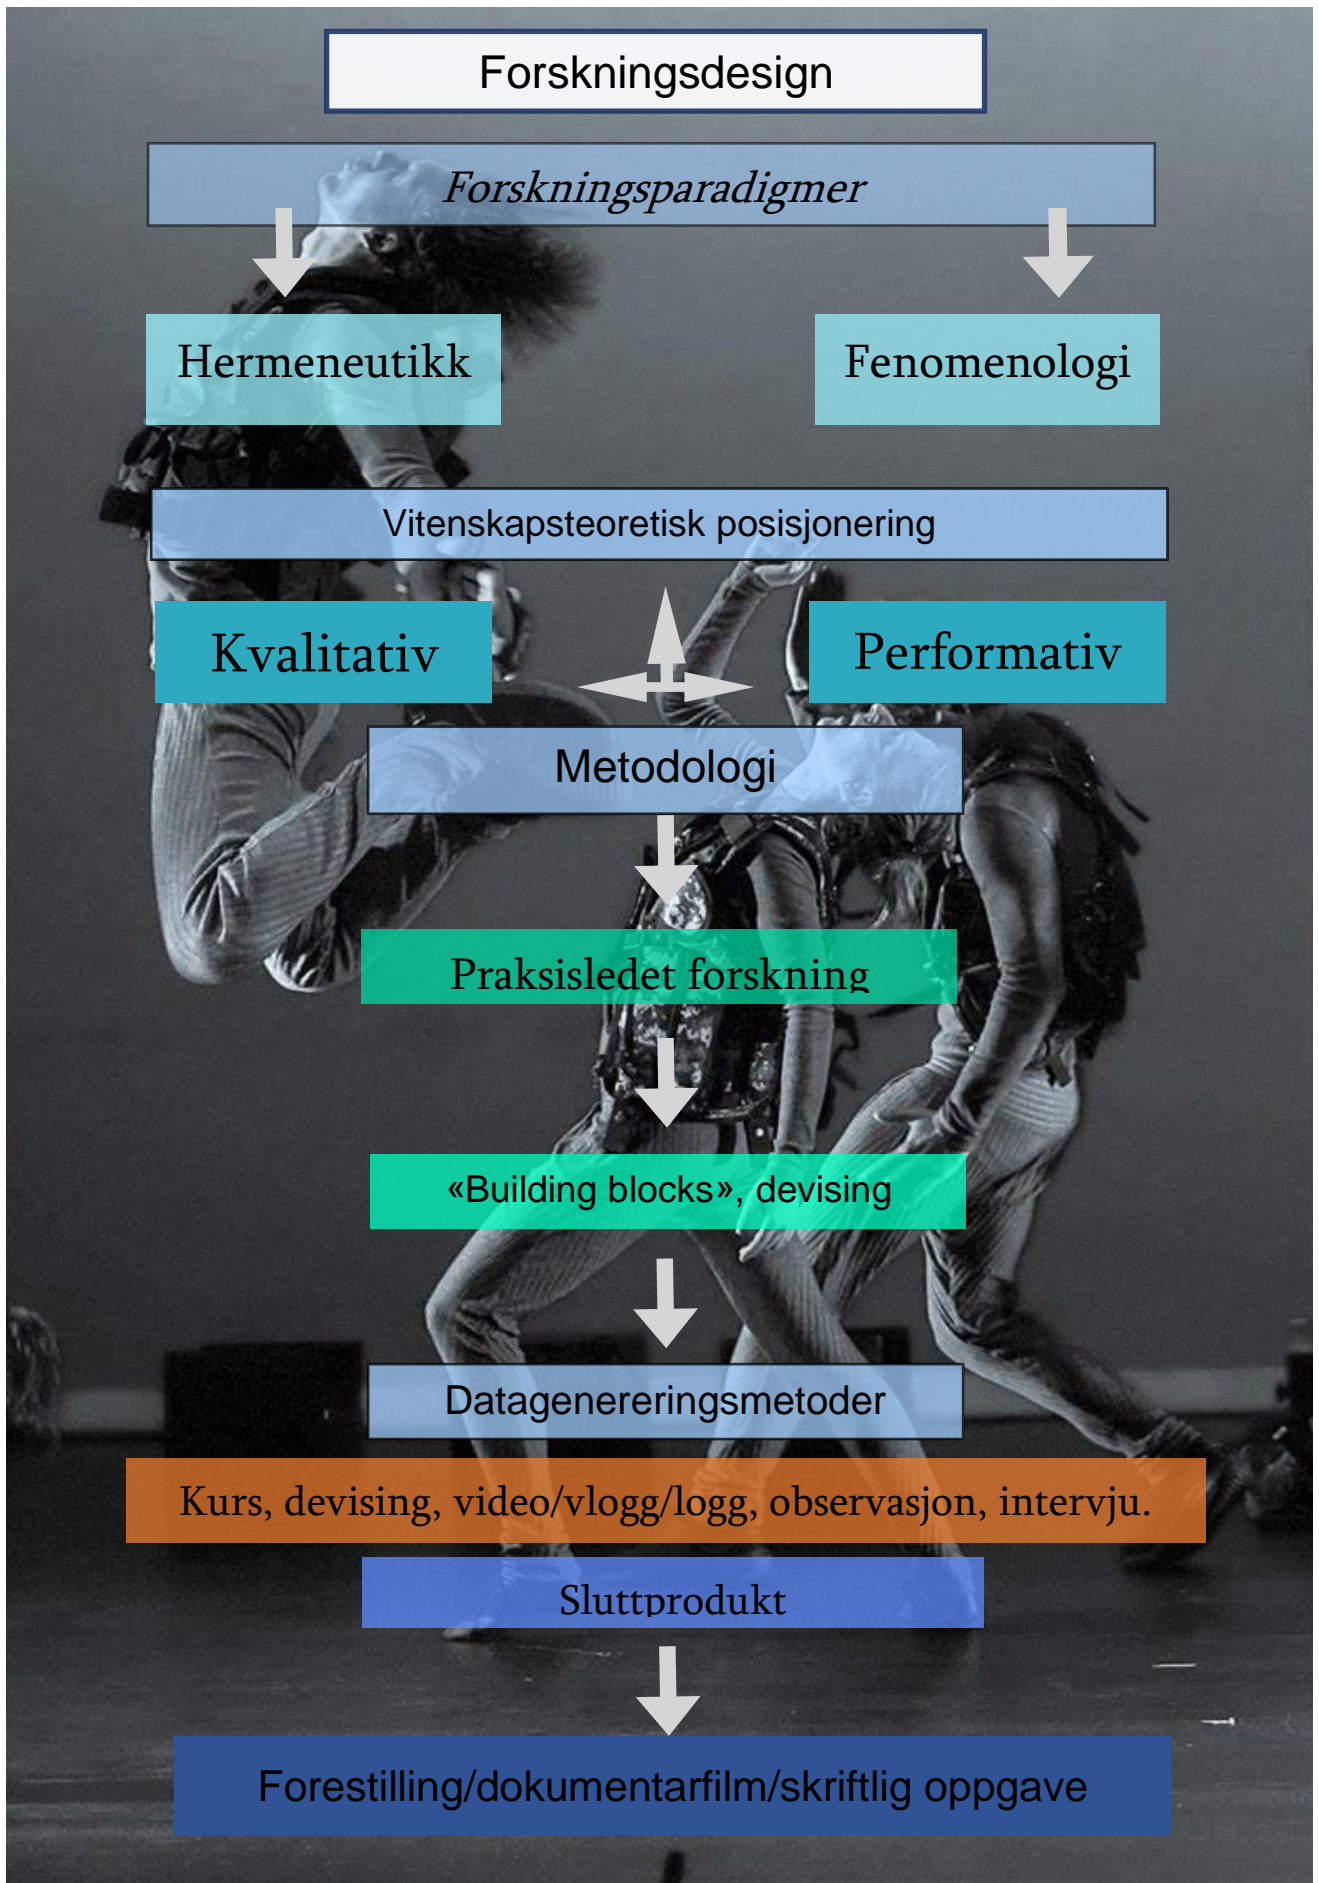 Forskningsdesign
Forskningsparadigmer
Hermeneutikk
Fenomenologi
Vitenskapsteoretisk posisjonering
Kvalitativ
Performativ
Metodologi
Praksisledet forskning
«Building blocks», devising
Datagenereringsmetoder
Kurs, devising, video/vlogg/logg, observasjon, intervju.
Sluttprodukt
Forestilling/dokumentarfilm/skriftlig oppgave